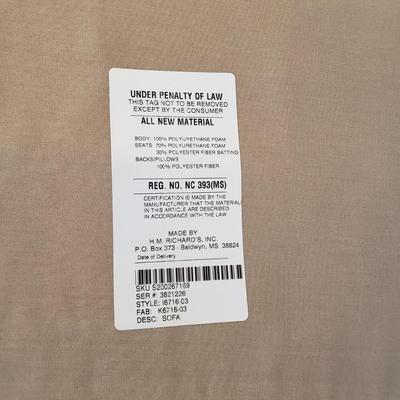 UNDER PENALTY OF LAW
THIS TAG NOT TO BE REMOVED
EXCEPT BY THE CONSUMER
ALL NEW MATERIAL
BODY: 100% POLYURETHANE FOAM
SEATS: 70% POLYURETHANE FOAM
30% POLYESTER FIBER BATTING
BACKS/PILLOWS
100% POLYESTER FIBER
REG. NO. NC 393(MS)
CERTIFICATION IS MADE BY THE
MANUFACTURER THAT THE MATERIAL
IN THIS ARTICLE ARE DESCRIBED
IN ACCORDANCE WITH THE LAW
MADE BY
H.M. RICHARD'S, INC.
P.O. Box 373 - Baldwyn, MS 38824
Date of Delivery
SKU S200267169
SER #: 3821226
STYLE: I6716-03
FAB: K6716-03
DESC: SOFA